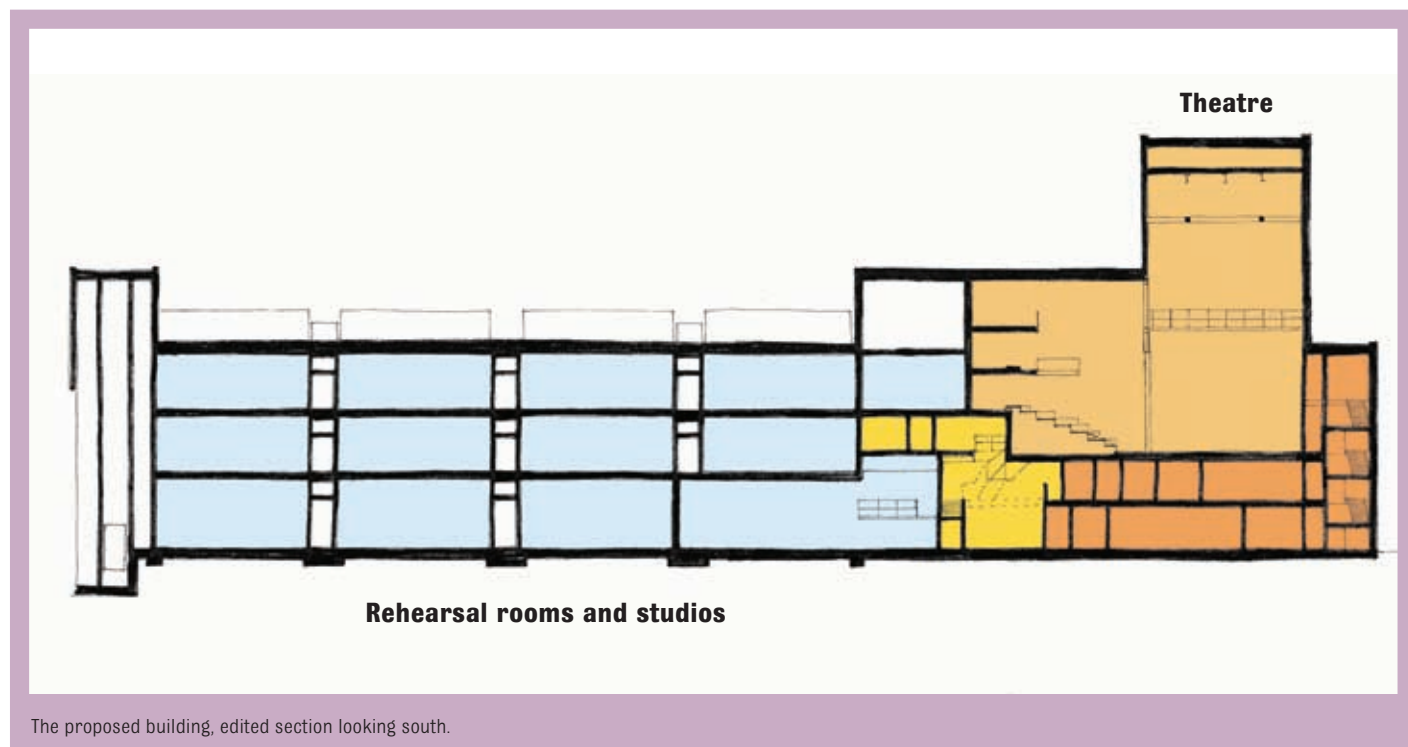 Theatre
Rehearsal rooms and studios
The proposed building, edited section looking south.